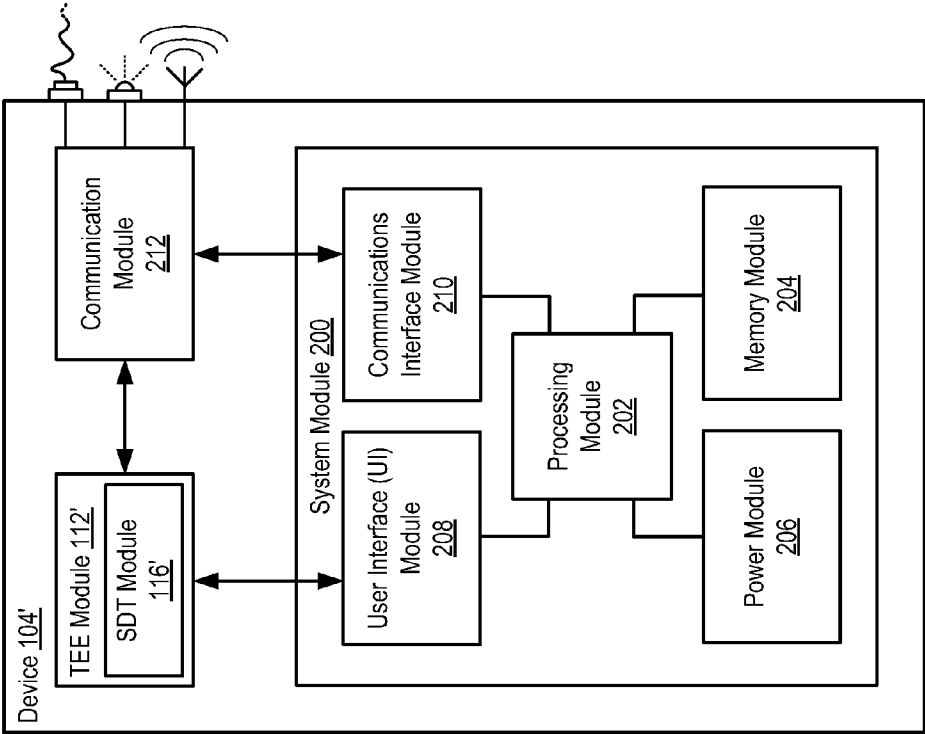 Device 104'
TEE Module 112'
SDT Module
116'
Communication
Module
212
System Module 200
User Interface (UI)
Module
208
Communications
Interface Module
210
Processing
Module
202
Power Module
206
Memory Module
204